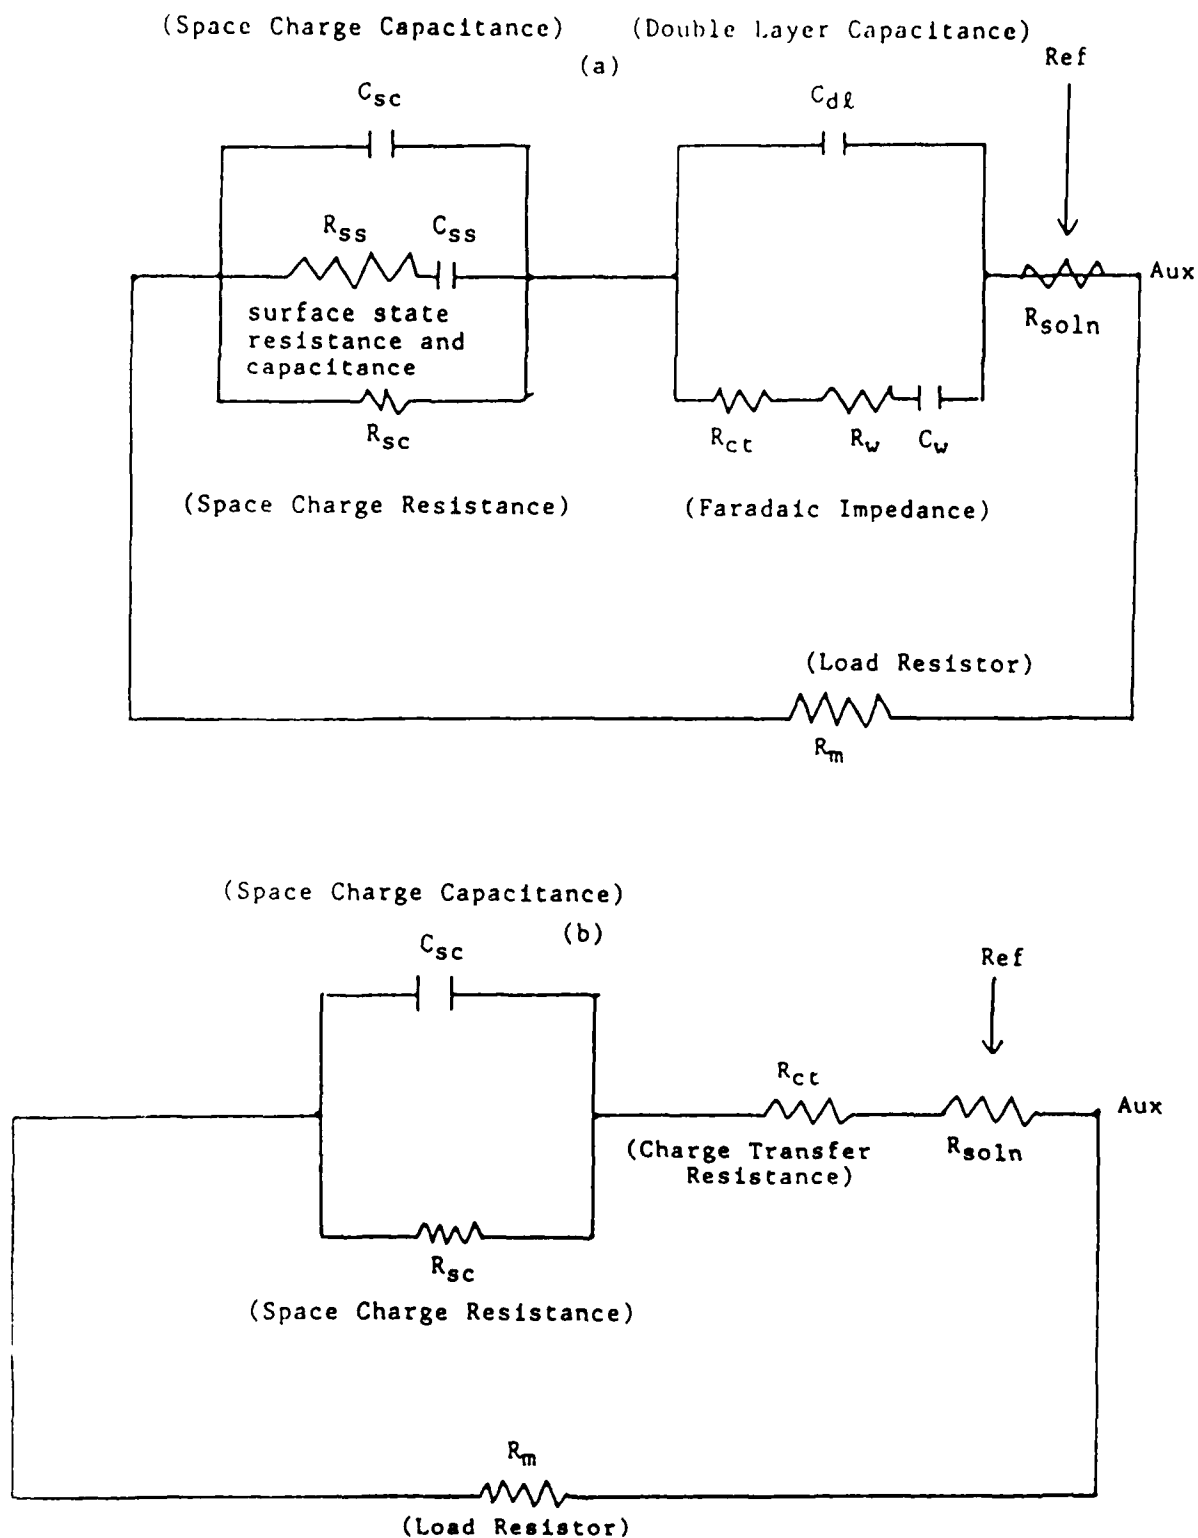 (Space Charge Capacitance) (Double Layer Capacitance)
(a)
Ref
Csc
Cdℓ
Rss Css
Aux
surface state
resistance and
capacitance
Rsoln
Rsc
Rct Rw Cw
(Space Charge Resistance) (Faradaic Impedance)
(Load Resistor)
Rm
(Space Charge Capacitance)
(b)
Csc
Ref
Rct
Aux
(Charge Transfer
Resistance)
Rsoln
Rsc
(Space Charge Resistance)
Rm
(Load Resistor)